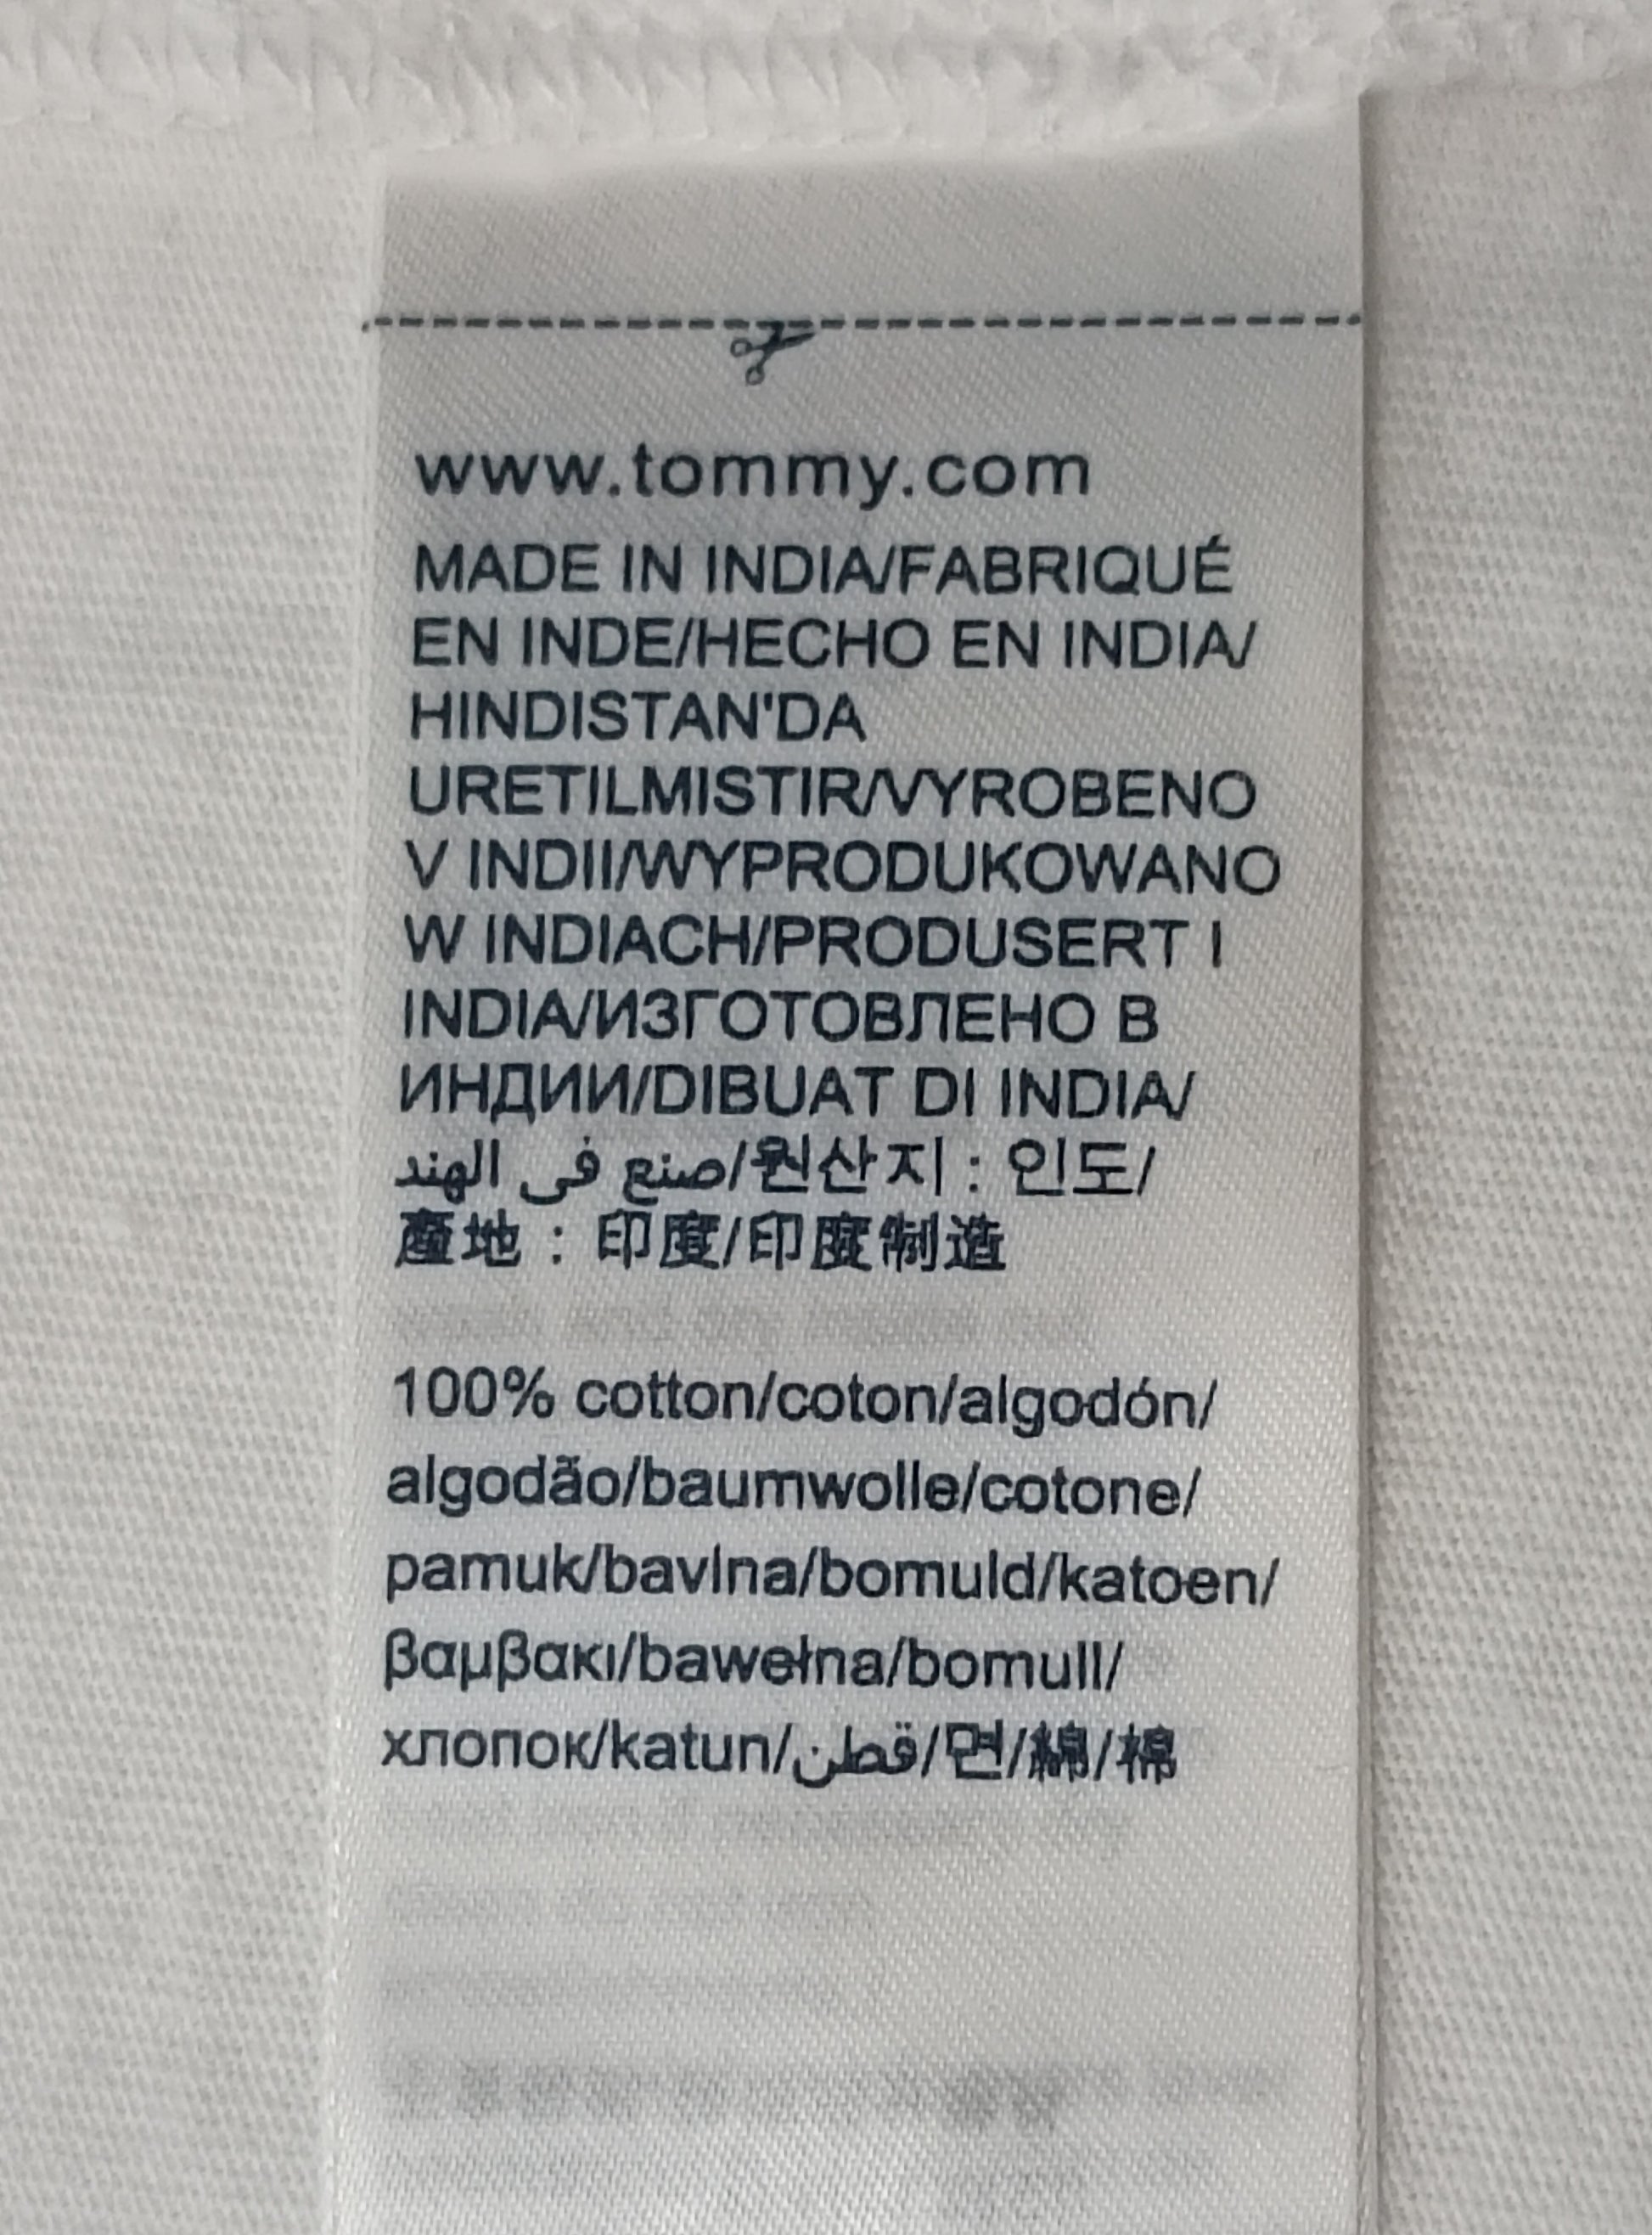 www.tommy.com
MADE IN INDIA/FABRIQUÉ
EN INDE/HECHO EN INDIA/
HINDISTAN'DA
URETILMISTIR/VYROBENO
V INDII/WYPRODUKOWANO
W INDIACH/PRODUSERT I
INDIA/ИЗГОТОВЛЕНО В
ИНДИИ/DIBUAT DI INDIA/
صنع فى الهند/원산지 : 인도/
產地 : 印度/印度制造
100% cotton/coton/algodón/
algodão/baumwolle/cotone/
pamuk/bavlna/bomuld/katoen/
βαμβακι/bawełna/bomull/
хлопок/katun/قطن/면/綿/棉